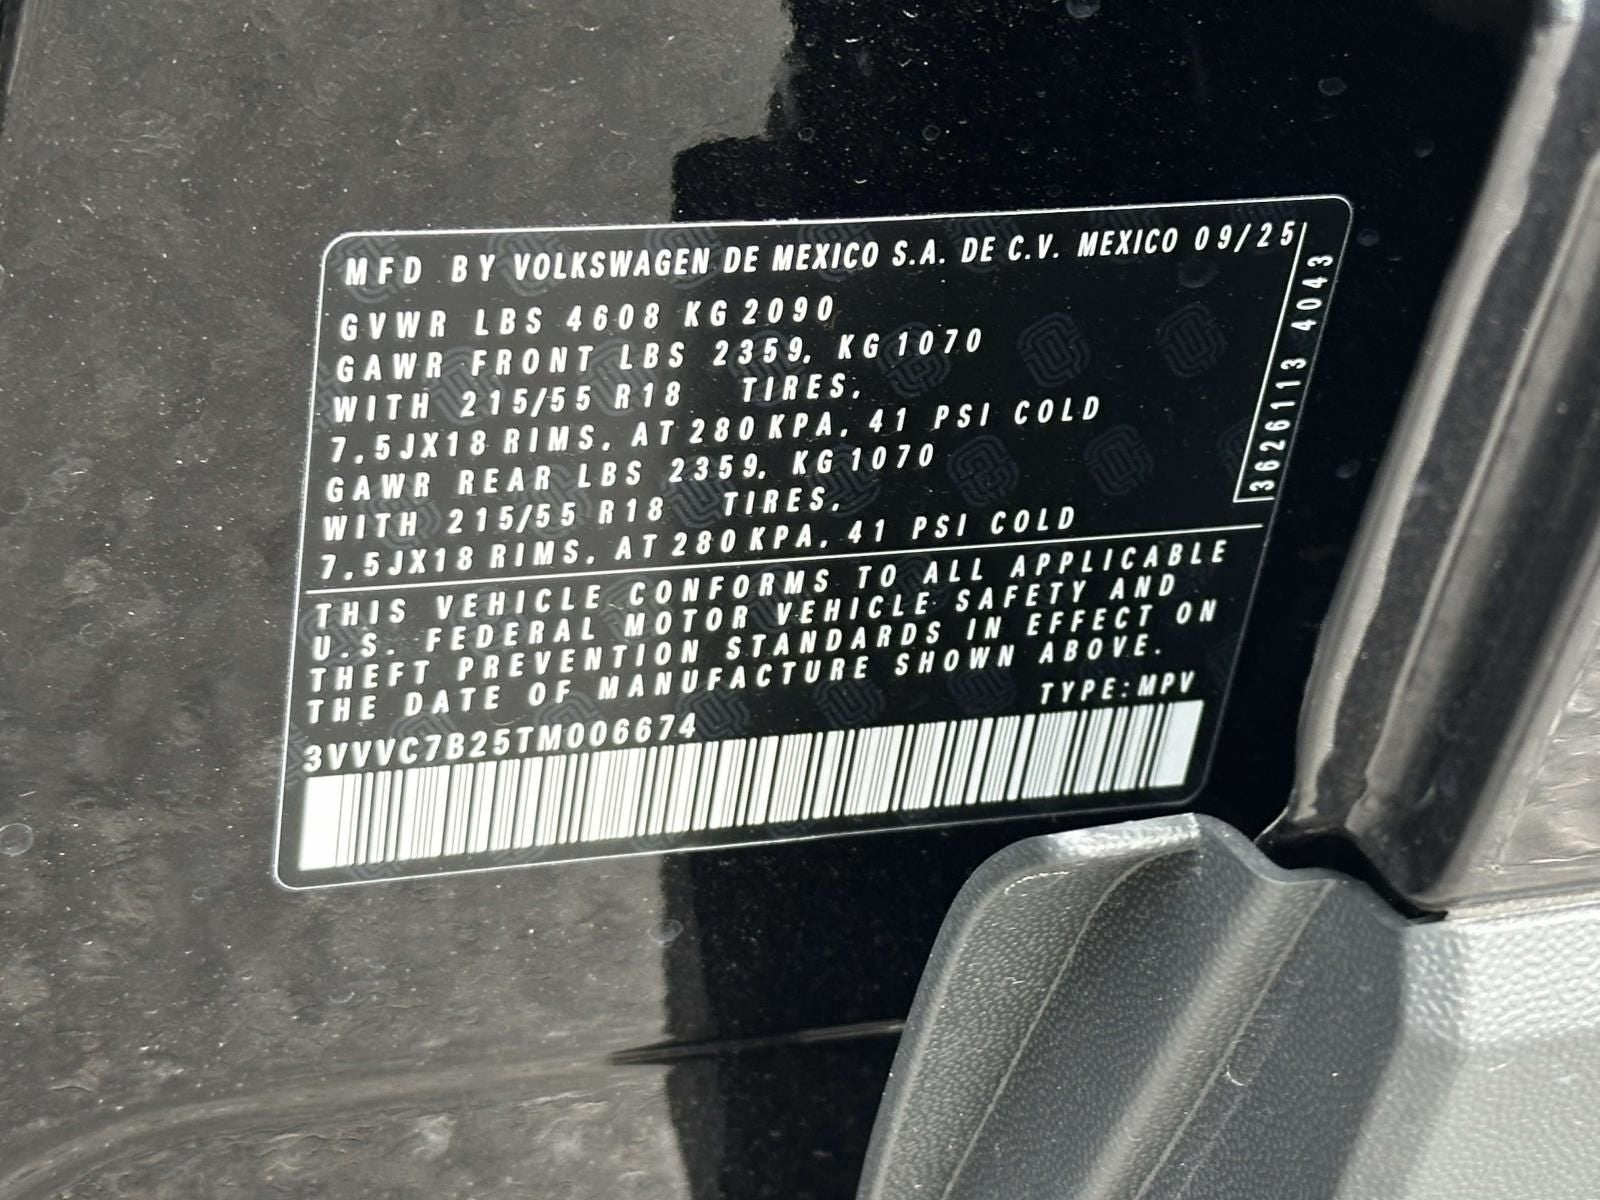 MFD BY VOLKSWAGEN DE MEXICO S.A. DE C.V. MEXICO 09/25
GVWR LBS 4608 KG 2090
GAWR FRONT LBS 2359, KG 1070
WITH 215/55 R18 TIRES,
7.5JX18 RIMS, AT 280 KPA, 41 PSI COLD
GAWR REAR LBS 2359, KG 1070
WITH 215/55 R18 TIRES,
7.5JX18 RIMS, AT 280 KPA, 41 PSI COLD
THIS VEHICLE CONFORMS TO ALL APPLICABLE
U.S. FEDERAL MOTOR VEHICLE SAFETY AND
THEFT PREVENTION STANDARDS IN EFFECT ON
THE DATE OF MANUFACTURE SHOWN ABOVE.
TYPE:MPV
3VVVC7B25TM006674
3626113 4043